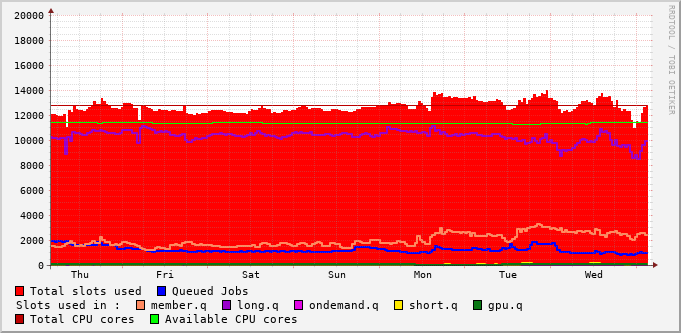 20000
18000
16000
14000
12000
10000
8000
6000
4000
2000
0
Thu Fri Sat Sun Mon Tue Wed
Total slots used Queued Jobs
Slots used in : member.q long.q ondemand.q short.q gpu.q
Total CPU cores Available CPU cores
RRDTOOL / TOBI OETIKER